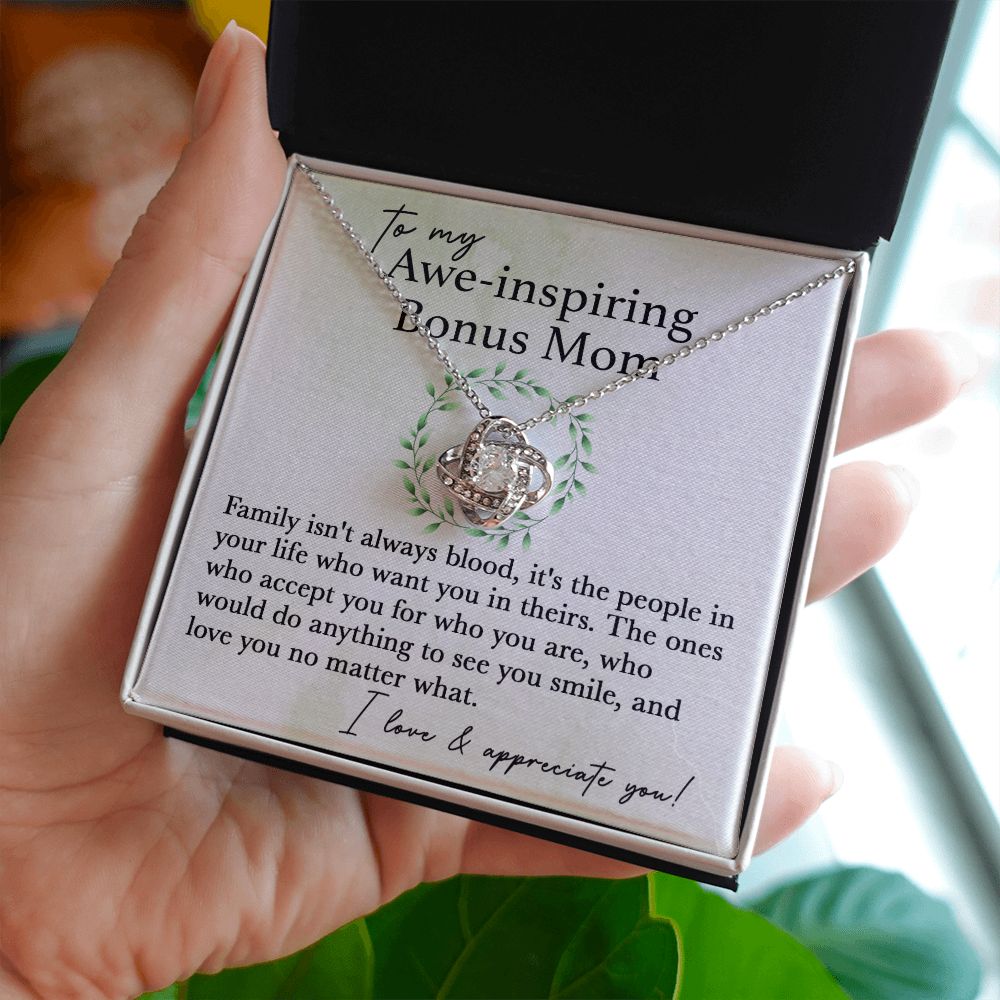 to my
Awe-inspiring
Bonus Mom
Family isn't always blood, it's the people in
your life who want you in theirs. The ones
who accept you for who you are, who
would do anything to see you smile, and
love you no matter what.
I love & appreciate you!